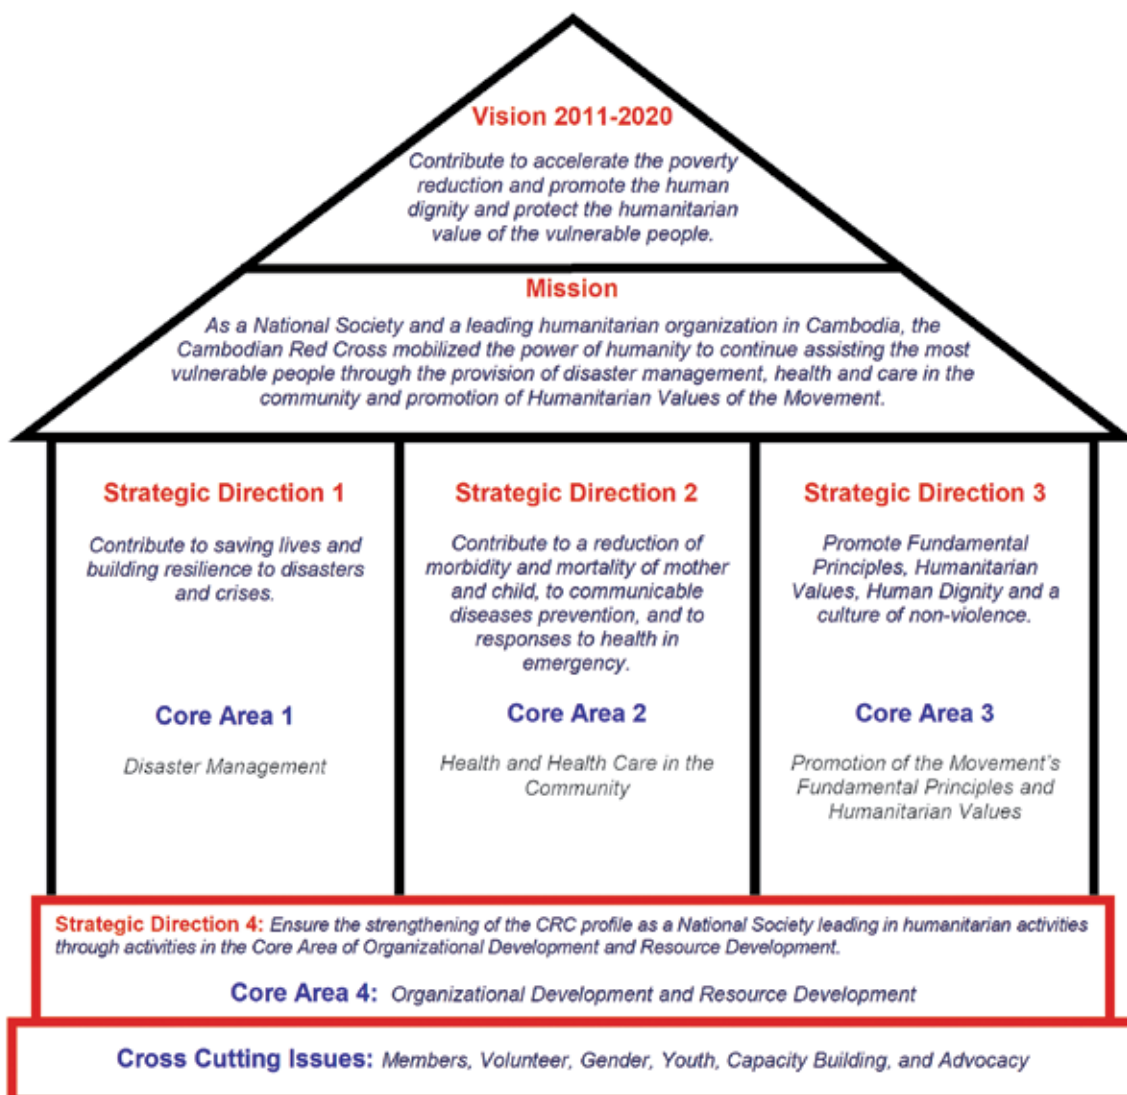 Vision 2011-2020
Contribute to accelerate the poverty
reduction and promote the human
dignity and protect the humanitarian
value of the vulnerable people.
Mission
As a National Society and a leading humanitarian organization in Cambodia, the
Cambodian Red Cross mobilized the power of humanity to continue assisting the most
vulnerable people through the provision of disaster management, health and care in the
community and promotion of Humanitarian Values of the Movement.
Strategic Direction 1
Contribute to saving lives and
building resilience to disasters
and crises.
Core Area 1
Disaster Management
Strategic Direction 2
Contribute to a reduction of
morbidity and mortality of mother
and child, to communicable
diseases prevention, and to
responses to health in
emergency.
Core Area 2
Health and Health Care in the
Community
Strategic Direction 3
Promote Fundamental
Principles, Humanitarian
Values, Human Dignity and a
culture of non-violence.
Core Area 3
Promotion of the Movement's
Fundamental Principles and
Humanitarian Values
Strategic Direction 4: Ensure the strengthening of the CRC profile as a National Society leading in humanitarian activities
through activities in the Core Area of Organizational Development and Resource Development.
Core Area 4: Organizational Development and Resource Development
Cross Cutting Issues: Members, Volunteer, Gender, Youth, Capacity Building, and Advocacy